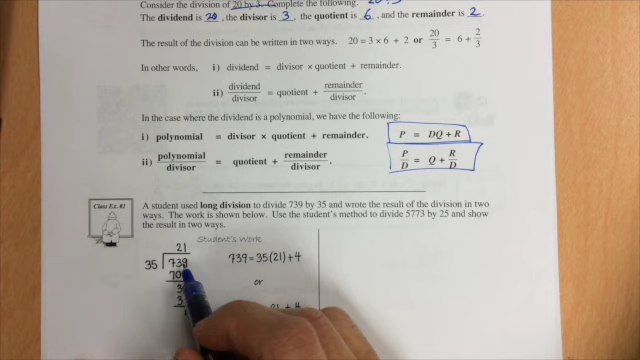 Consider the division of 20 by 3. Complete the following.
The dividend is 20, the divisor is 3, the quotient is 6, and the remainder is 2.
The result of the division can be written in two ways. 20 = 3 × 6 + 2 or 20/3 = 6 + 2/3
In other words, i) dividend = divisor × quotient + remainder.
ii) dividend/divisor = quotient + remainder/divisor.
In the case where the dividend is a polynomial, we have the following:
i) polynomial = divisor × quotient + remainder.
P = DQ + R
ii) polynomial/divisor = quotient + remainder/divisor.
P/D = Q + R/D
Class Ex. #1
A student used long division to divide 739 by 35 and wrote the result of the division in two
ways. The work is shown below. Use the student's method to divide 5773 by 25 and show
the result in two ways.
Student's Work
21
35 739
739 = 35(21) + 4
70
or
3
3
21 + 4